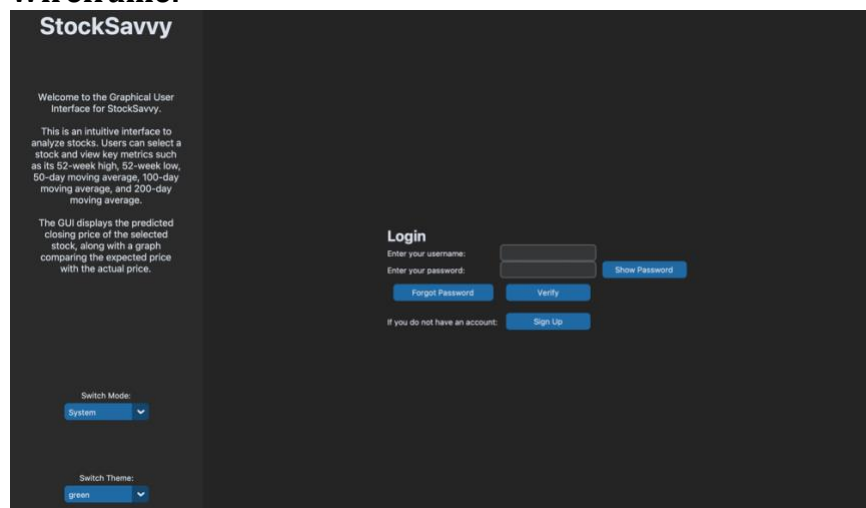 Wireframe:
StockSavvy
Welcome to the Graphical User
Interface for StockSavvy.
This is an intuitive interface to
analyze stocks. Users can select a
stock and view key metrics such
as its 52-week high, 52-week low,
50-day moving average, 100-day
moving average, and 200-day
moving average.
The GUI displays the predicted
closing price of the selected
stock, along with a graph
comparing the expected price
with the actual price.
Switch Mode:
System
Switch Theme:
green
Login
Enter your username:
Enter your password:
Show Password
Forgot Password
Verify
If you do not have an account:
Sign Up